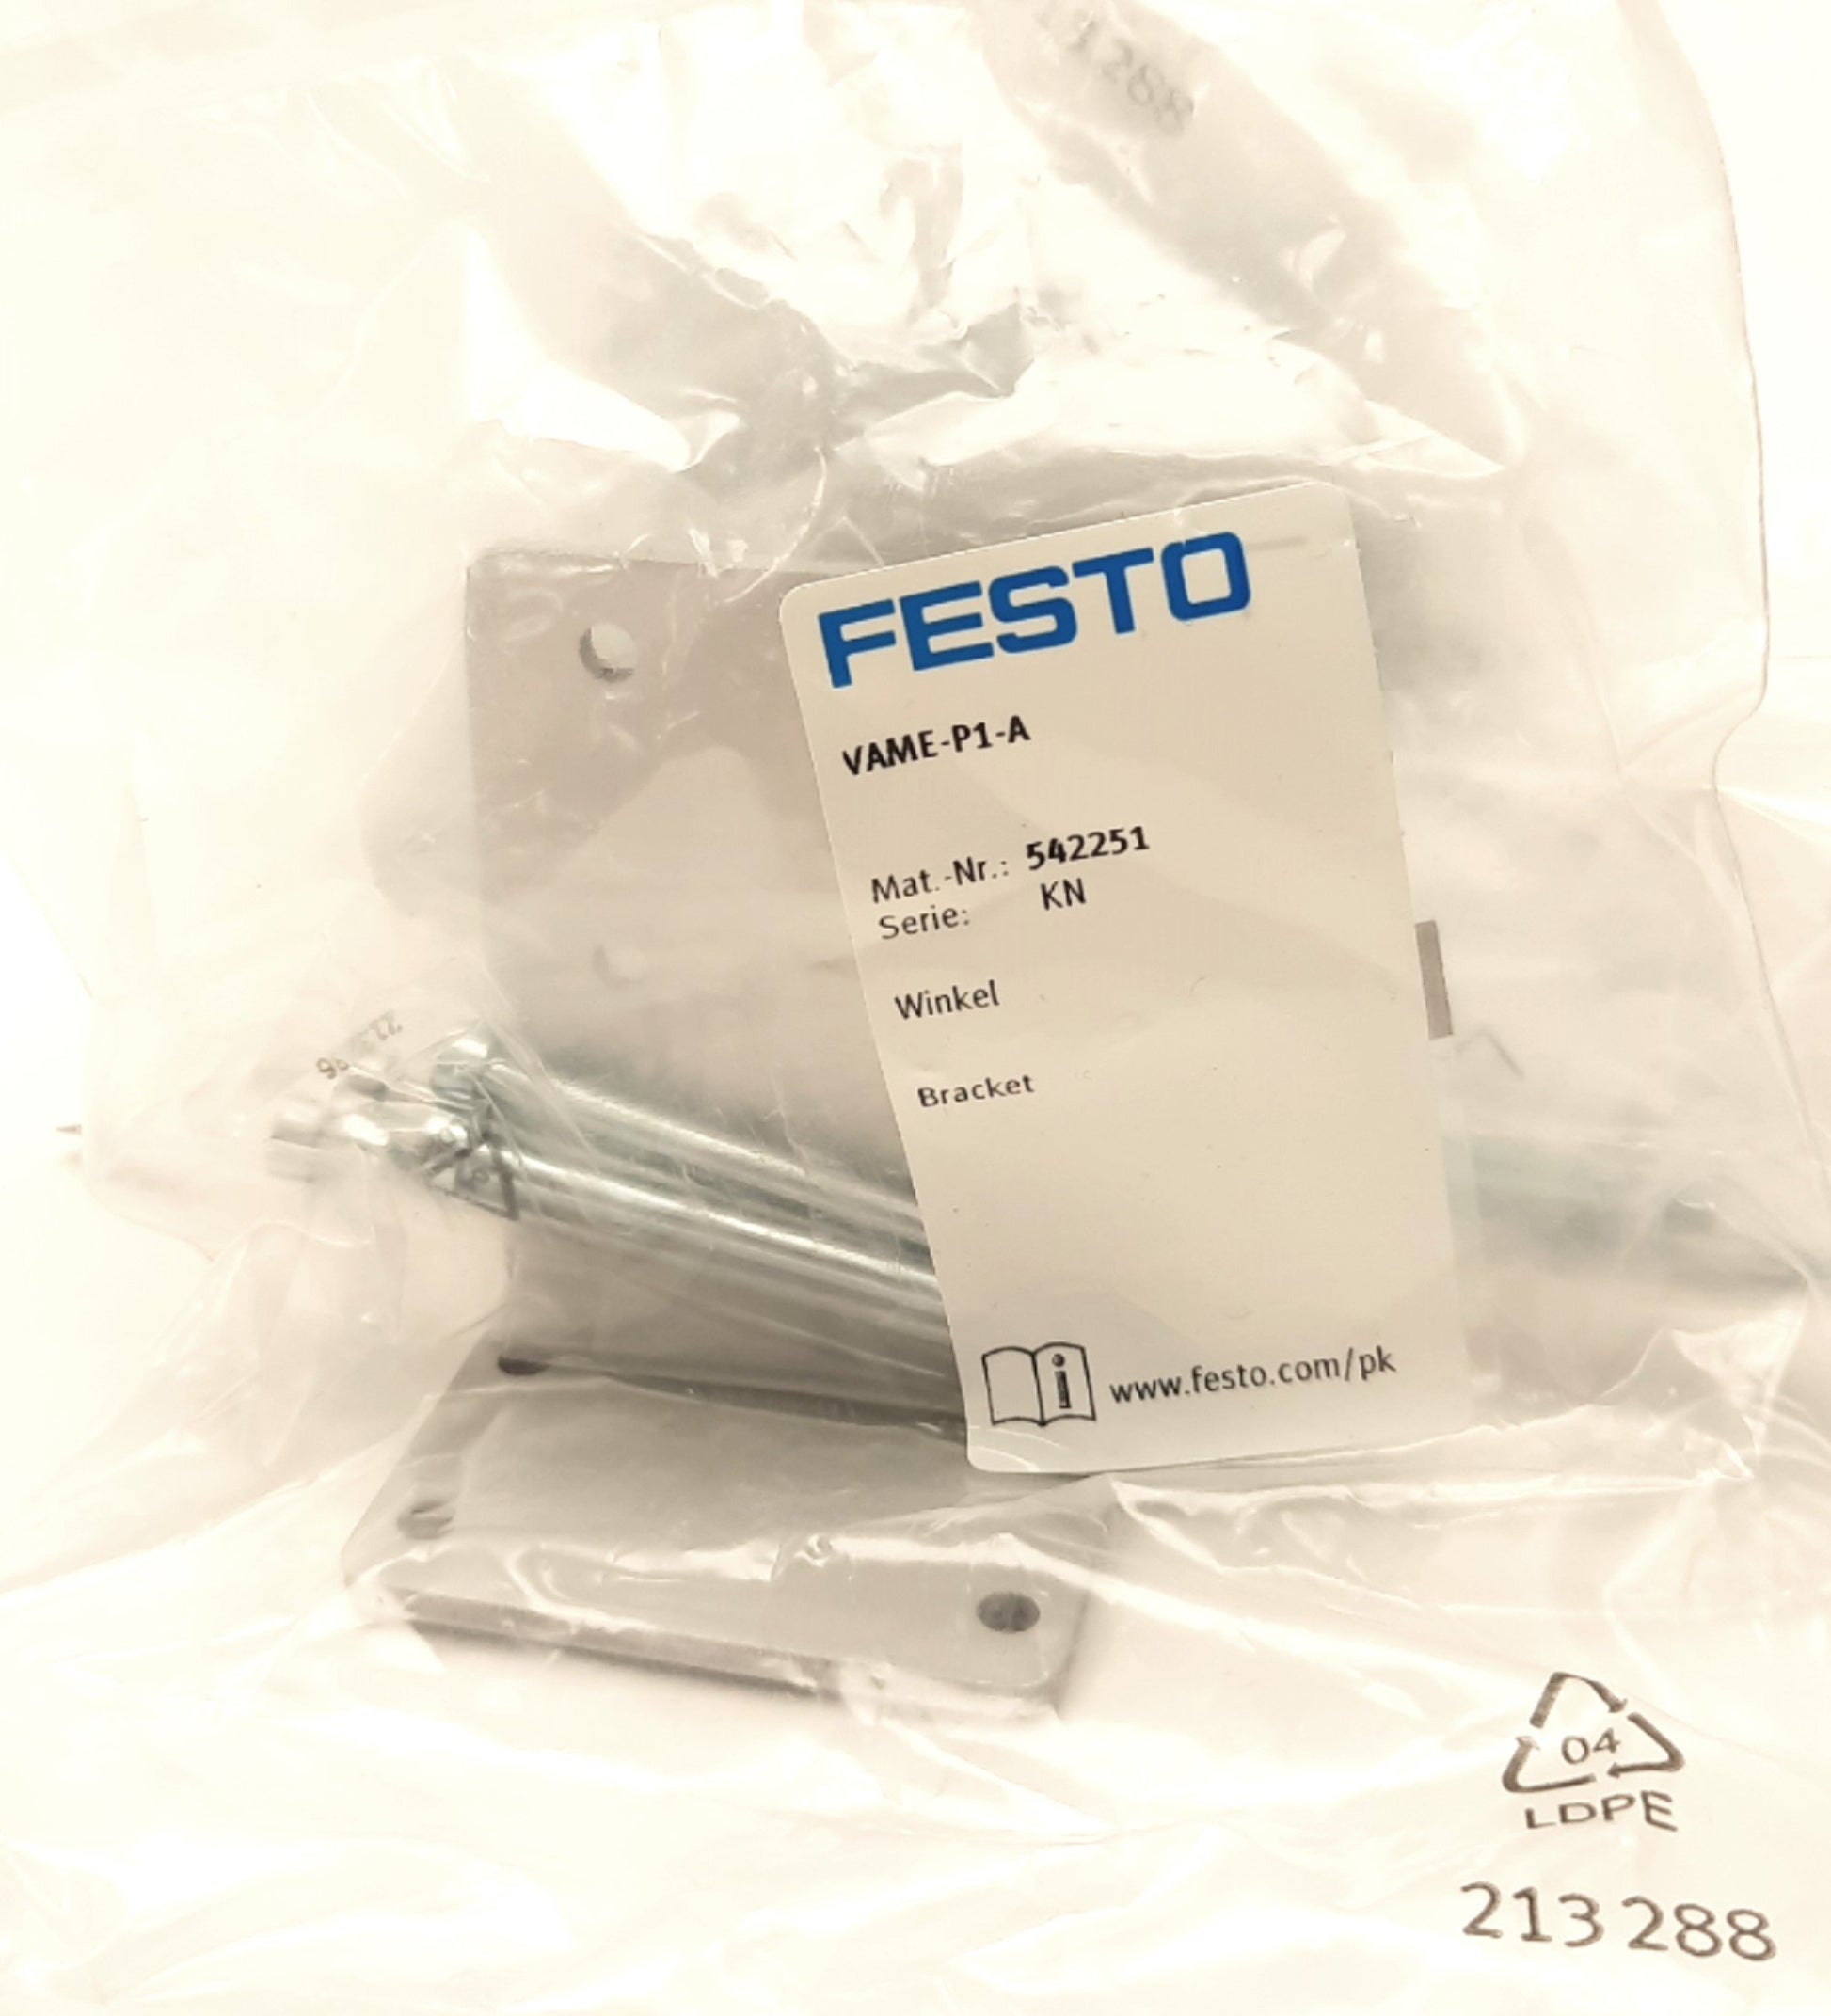 FESTO
VAME-P1-A
Mat.-Nr.: 542251
Serie: KN
Winkel
Bracket
www.festo.com/pk
04
LDPE
213 288